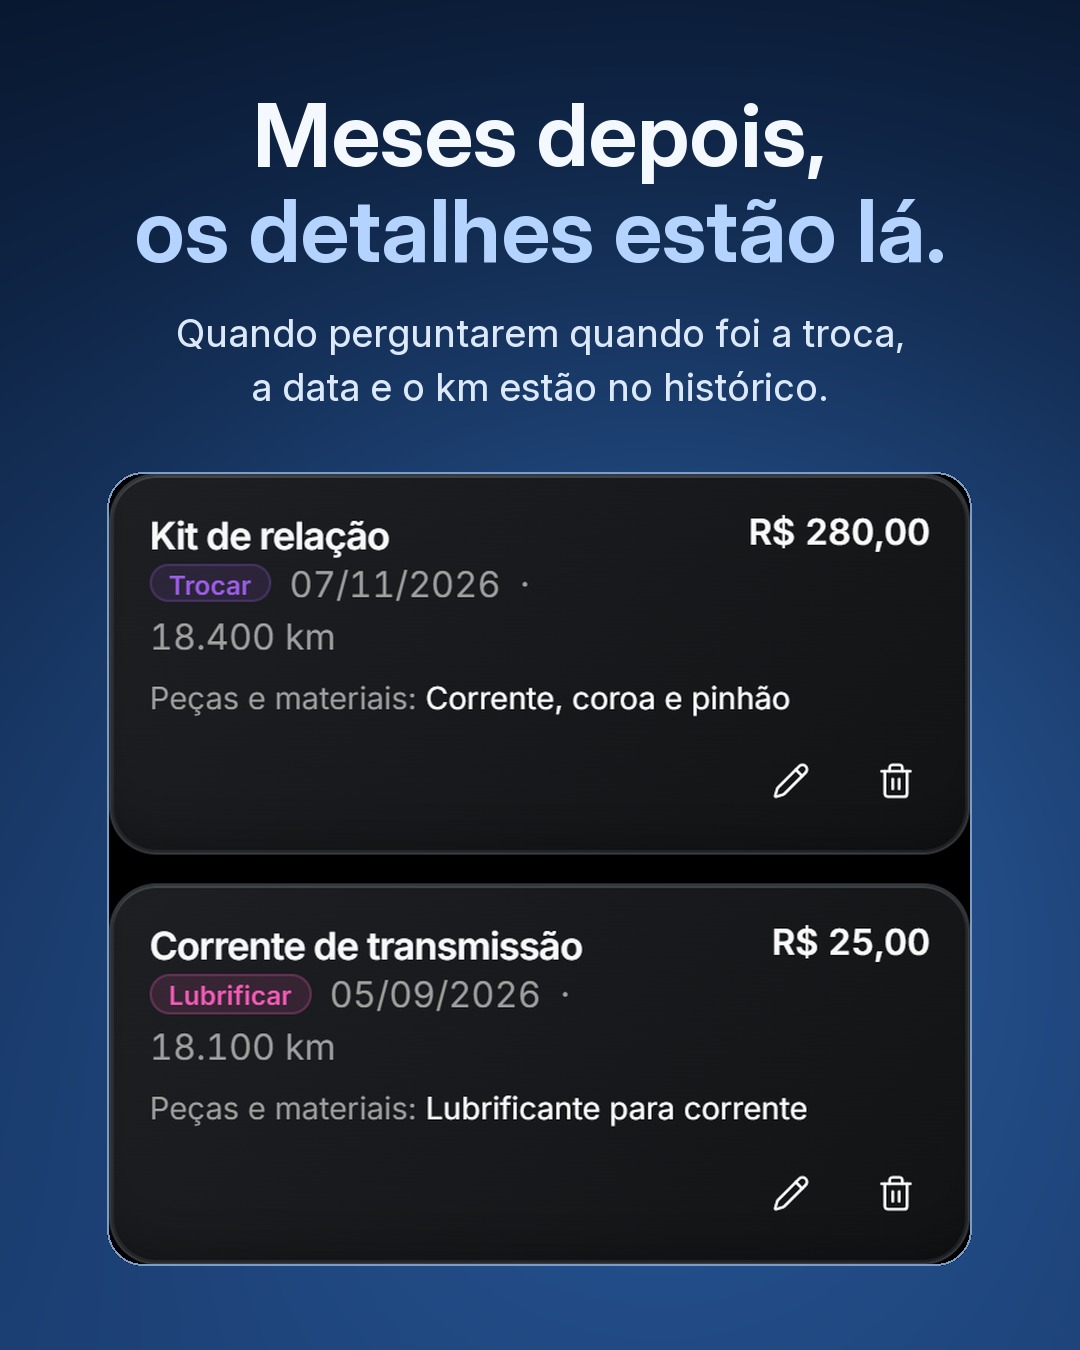 Meses depois,
os detalhes estão lá.
Quando perguntarem quando foi a troca,
a data e o km estão no histórico.
Kit de relação R$ 280,00
Trocar 07/11/2026 ·
18.400 km
Peças e materiais: Corrente, coroa e pinhão
Corrente de transmissão R$ 25,00
Lubrificar 05/09/2026 ·
18.100 km
Peças e materiais: Lubrificante para corrente